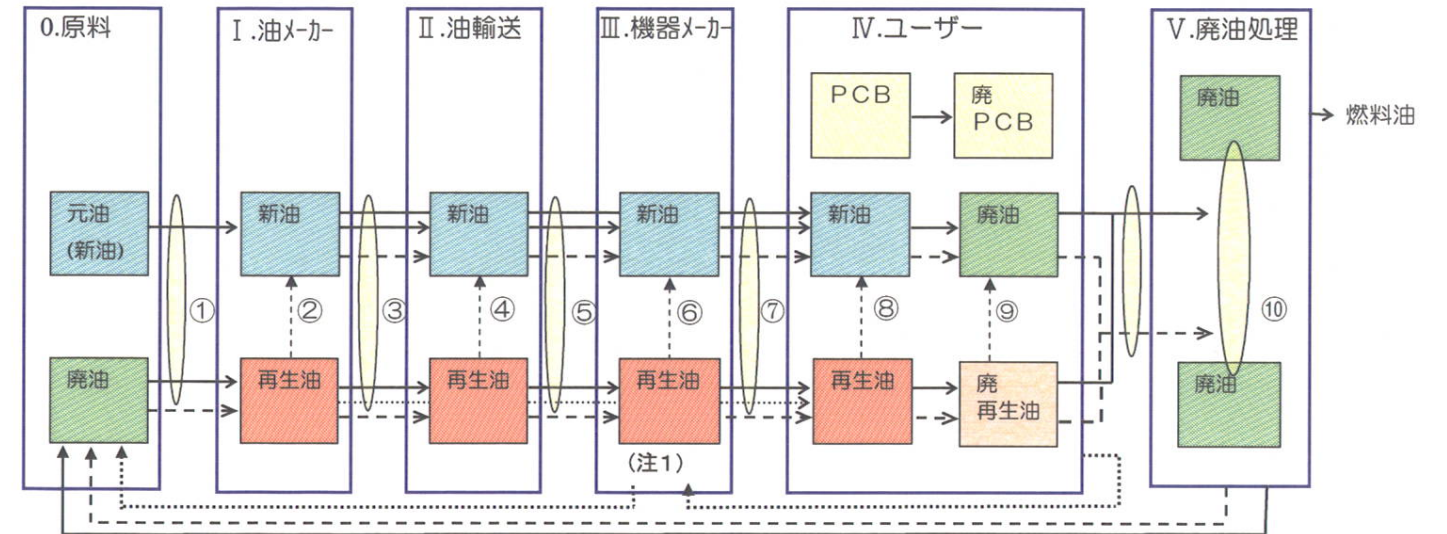 0.原料
Ⅰ.油ﾒｰｶｰ
Ⅱ.油輸送
Ⅲ.機器ﾒｰｶｰ
Ⅳ.ユーザー
Ⅴ.廃油処理
PCB
廃
PCB
廃油
燃料油
元油
(新油)
新油
新油
新油
新油
廃油
①
②
③
④
⑤
⑥
⑦
⑧
⑨
⑩
廃油
再生油
再生油
再生油
再生油
廃
再生油
廃油
(注1)